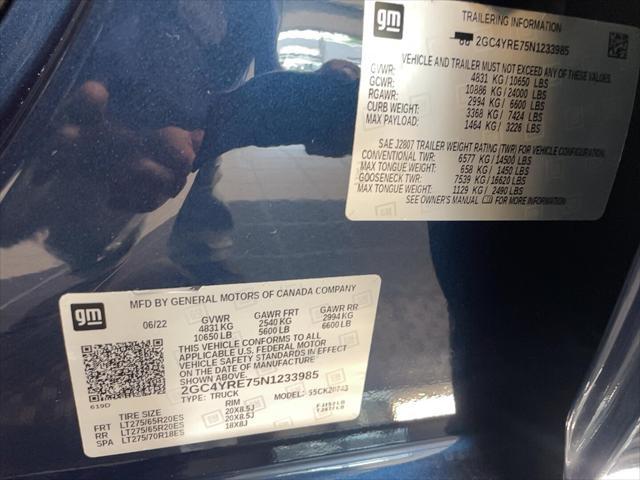 gm
TRAILERING INFORMATION
2GC4YRE75N1233985
VEHICLE AND TRAILER MUST NOT EXCEED ANY OF THESE VALUES.
GVWR: 4831 KG/10650 LBS
GCWR: 10886 KG/24000 LBS
RGAWR: 2994 KG/ 6600 LBS
CURB WEIGHT: 3368 KG/ 7424 LBS
MAX PAYLOAD: 1464 KG/ 3226 LBS
SAE J2807 TRAILER WEIGHT RATING (TWR) FOR VEHICLE CONFIGURATION.
CONVENTIONAL TWR: 6577 KG/14500 LBS
MAX TONGUE WEIGHT: 658 KG/ 1450 LBS
GOOSENECK TWR: 7539 KG/16620 LBS
MAX TONGUE WEIGHT: 1129 KG/ 2490 LBS
SEE OWNER'S MANUAL FOR MORE INFORMATION
gm
MFD BY GENERAL MOTORS OF CANADA COMPANY
06/22 GVWR GAWR FRT GAWR RR
4831 KG 2540 KG 2994 KG
10650 LB 5600 LB 6600 LB
THIS VEHICLE CONFORMS TO ALL
APPLICABLE U.S. FEDERAL MOTOR
VEHICLE SAFETY STANDARDS IN EFFECT
ON THE DATE OF MANUFACTURE SHOWN ABOVE.
2GC4YRE75N1233985
619D
TYPE: TRUCK MODEL:
TIRE SIZE RIM
FRT LT275/65R20ES 20X8.5J
RR LT275/65R20ES 20X8.5J
SPA LT275/70R18ES 18X8J